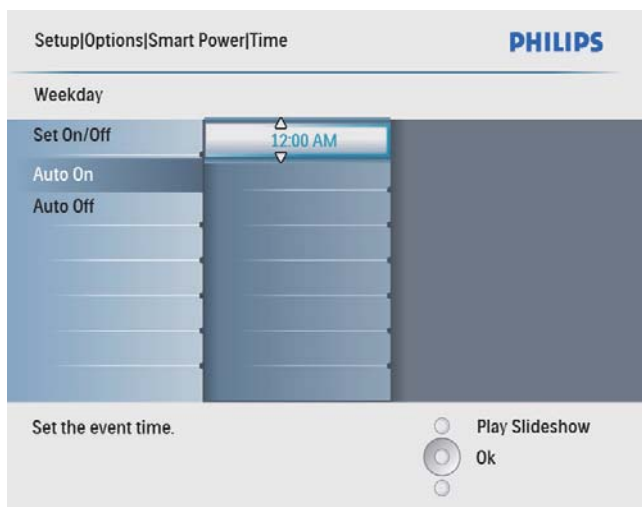 Setup|Options|Smart Power|Time
PHILIPS
Weekday
Set On/Off
12:00 AM
Auto On
Auto Off
Set the event time.
Play Slideshow
Ok